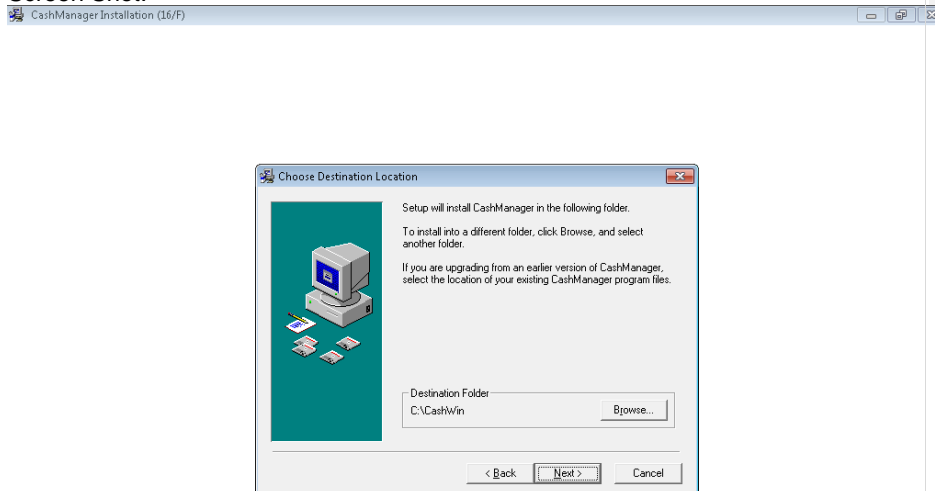 CashManager Installation (16/F)
Choose Destination Location
Setup will install CashManager in the following folder.
To install into a different folder, click Browse, and select
another folder.
If you are upgrading from an earlier version of CashManager,
select the location of your existing CashManager program files.
Destination Folder
C:\CashWin
Browse...
< Back
Next >
Cancel